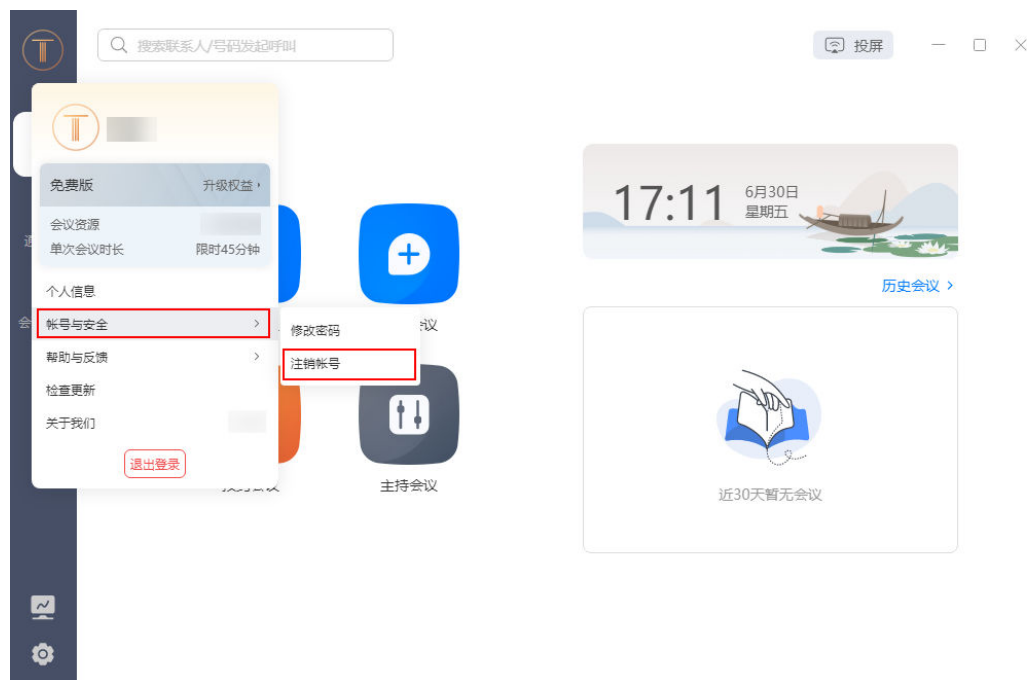 搜索联系人/号码发起呼叫
投屏
免费版 升级权益
会议资源
单次会议时长 限时45分钟
个人信息
帐号与安全
修改密码
注销帐号
帮助与反馈
检查更新
关于我们
退出登录
议
会
主持会议
17:11
6月30日
星期五
历史会议
近30天暂无会议